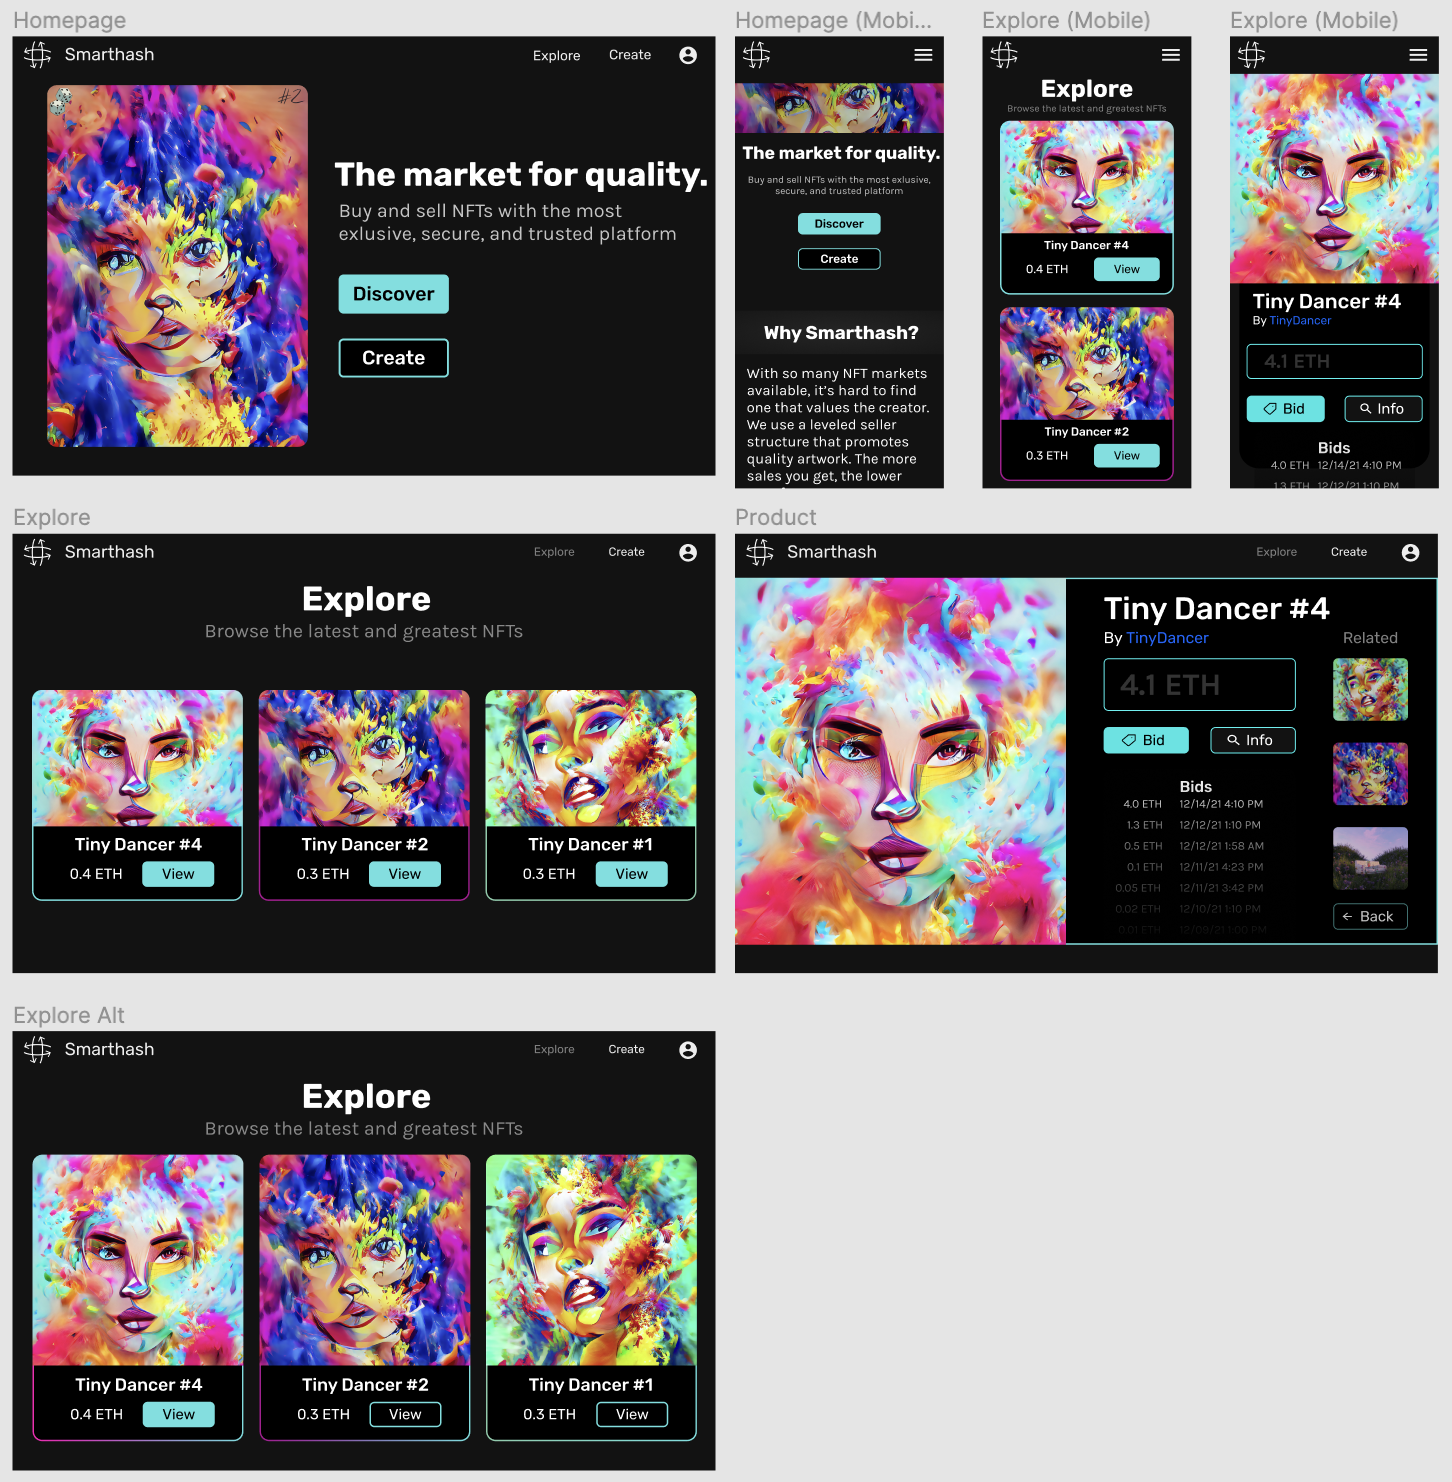 Homepage
Smarthash
Explore
Create
#2
The market for quality.
Buy and sell NFTs with the most
exlusive, secure, and trusted platform
Discover
Create
Homepage (Mobi...
The market for quality.
Buy and sell NFTs with the most exlusive,
secure, and trusted platform
Discover
Create
Why Smarthash?
With so many NFT markets
available, it's hard to find
one that values the creator.
We use a leveled seller
structure that promotes
quality artwork. The more
sales you get, the lower
Explore (Mobile)
Explore
Browse the latest and greatest NFTs
Tiny Dancer #4
0.4 ETH
View
Tiny Dancer #2
0.3 ETH
View
Explore (Mobile)
Tiny Dancer #4
By TinyDancer
4.1 ETH
Bid
Info
Bids
4.0 ETH 12/14/21 4:10 PM
1.3 ETH 12/12/21 1:10 PM
Explore
Smarthash
Explore
Create
Explore
Browse the latest and greatest NFTs
Tiny Dancer #4
0.4 ETH
View
Tiny Dancer #2
0.3 ETH
View
Tiny Dancer #1
0.3 ETH
View
Product
Smarthash
Explore
Create
Tiny Dancer #4
By TinyDancer
Related
4.1 ETH
Bid
Info
Bids
4.0 ETH 12/14/21 4:10 PM
1.3 ETH 12/12/21 1:10 PM
0.5 ETH 12/12/21 1:58 AM
0.1 ETH 12/11/21 4:23 PM
0.05 ETH 12/11/21 3:42 PM
0.02 ETH 12/10/21 1:10 PM
0.01 ETH 12/09/21 1:00 PM
Back
Explore Alt
Smarthash
Explore
Create
Explore
Browse the latest and greatest NFTs
Tiny Dancer #4
0.4 ETH
View
Tiny Dancer #2
0.3 ETH
View
Tiny Dancer #1
0.3 ETH
View